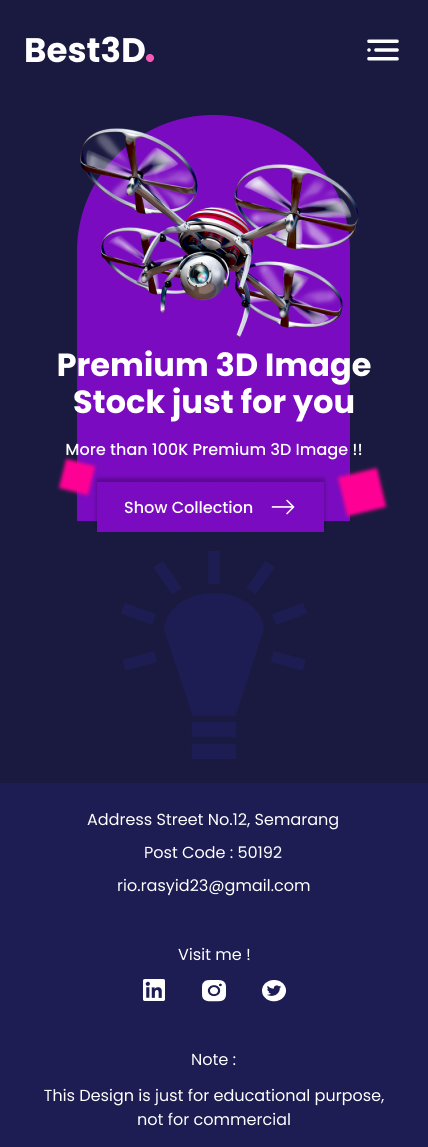 Best3D.
Premium 3D Image
Stock just for you
More than 100K Premium 3D Image !!
Show Collection
Address Street No.12, Semarang
Post Code : 50192
rio.rasyid23@gmail.com
Visit me !
Note :
This Design is just for educational purpose,
not for commercial